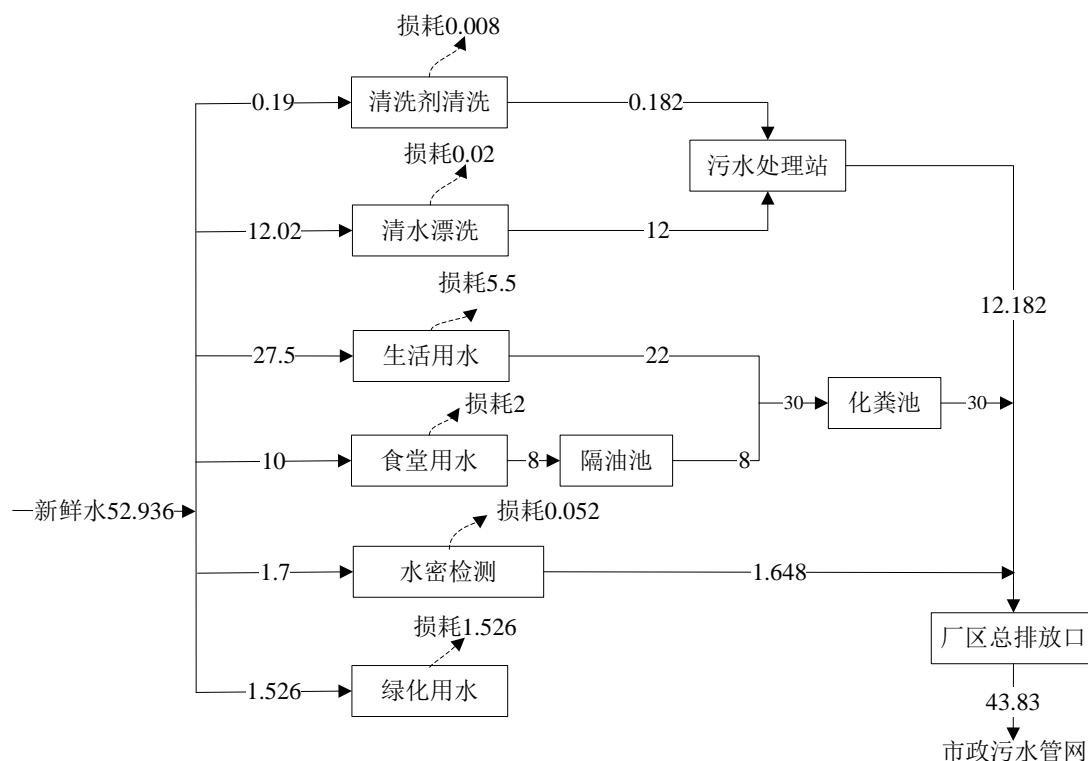 损耗0.008
0.19
清洗剂清洗
0.182
损耗0.02
污水处理站
12.02
清水漂洗
12
损耗5.5
12.182
27.5
生活用水
22
损耗2
30
化粪池
30
10
食堂用水
8
隔油池
8
新鲜水52.936
损耗0.052
1.7
水密检测
1.648
损耗1.526
厂区总排放口
1.526
绿化用水
43.83
市政污水管网